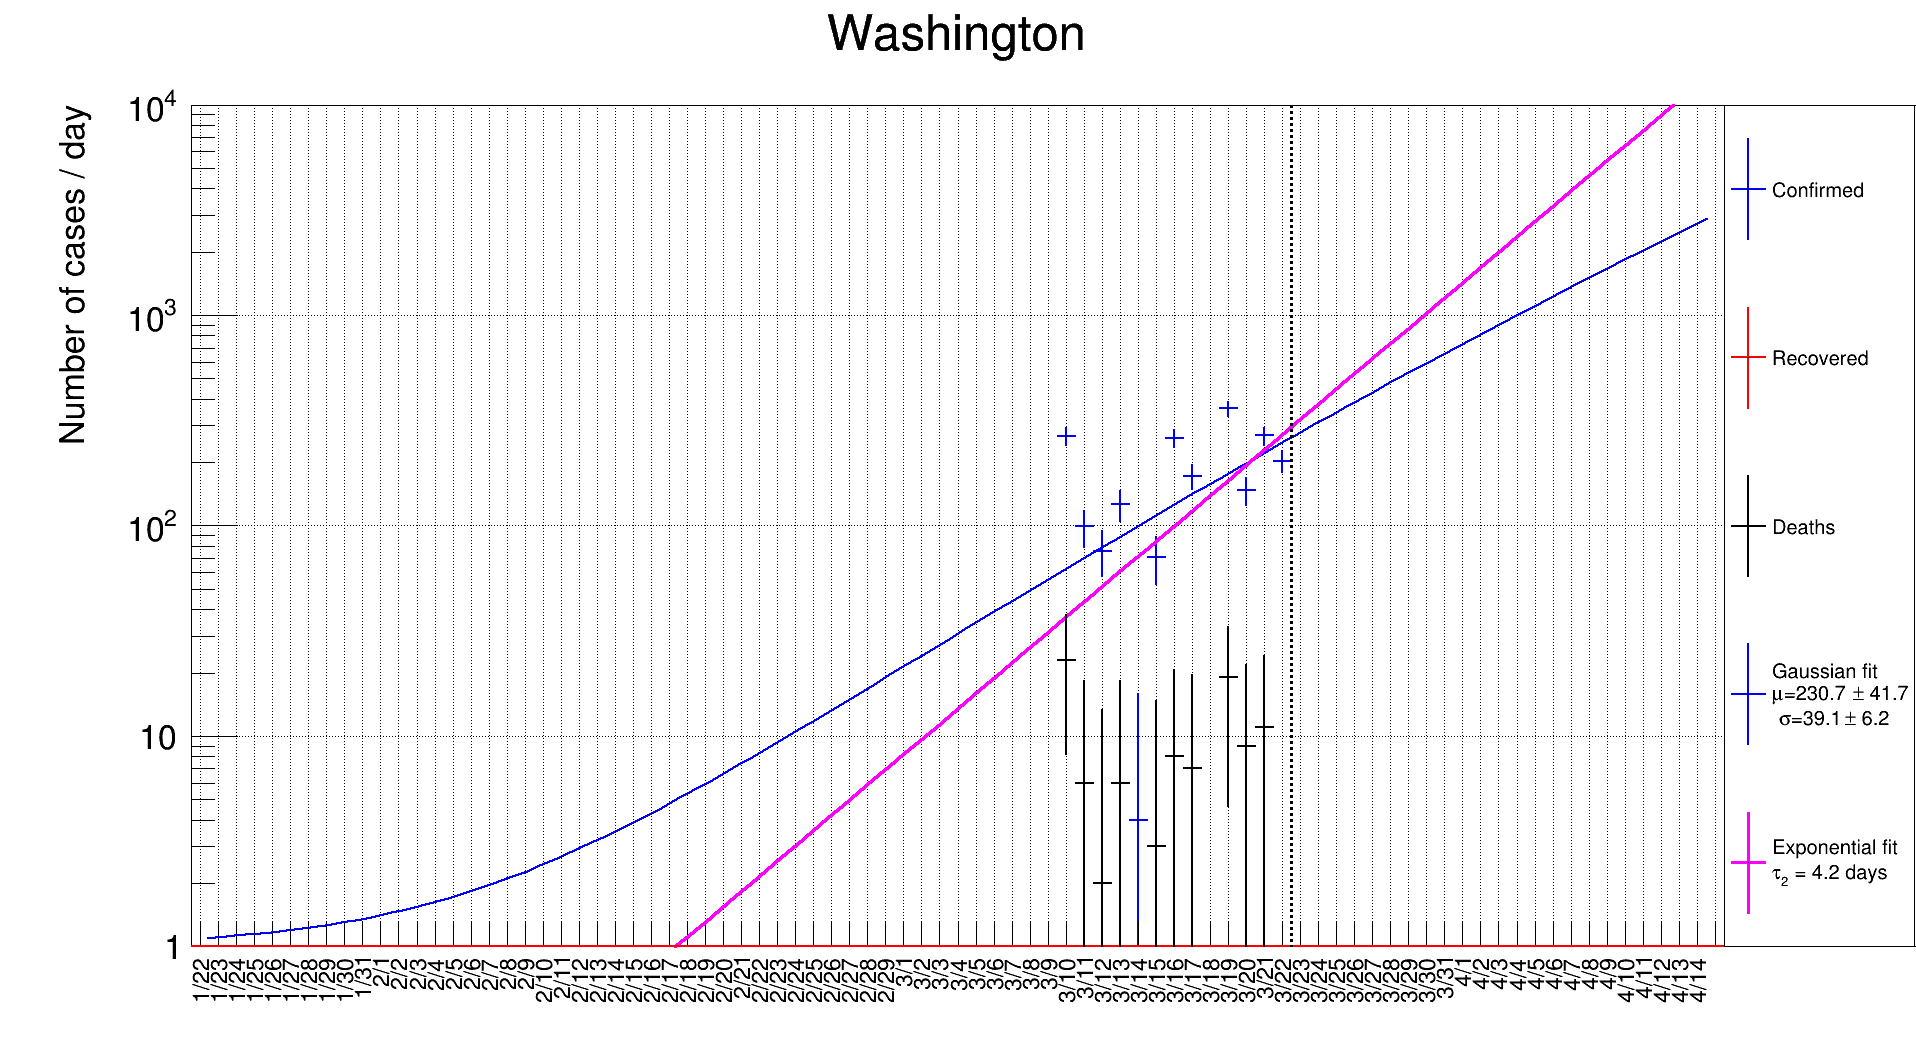 Washington
Number of cases / day
10^4
10^3
10^2
10
1
1/22 1/23 1/24 1/25 1/26 1/27 1/28 1/29 1/30 1/31 2/1 2/2 2/3 2/4 2/5 2/6 2/7 2/8 2/9 2/10 2/11 2/12 2/13 2/14 2/15 2/16 2/17 2/18 2/19 2/20 2/21 2/22 2/23 2/24 2/25 2/26 2/27 2/28 2/29 3/1 3/2 3/3 3/4 3/5 3/6 3/7 3/8 3/9 3/10 3/11 3/12 3/13 3/14 3/15 3/16 3/17 3/18 3/19 3/20 3/21 3/22 3/23 3/24 3/25 3/26 3/27 3/28 3/29 3/30 3/31 4/1 4/2 4/3 4/4 4/5 4/6 4/7 4/8 4/9 4/10 4/11 4/12 4/13 4/14
Confirmed
Recovered
Deaths
Gaussian fit
μ=230.7 ± 41.7
σ=39.1 ± 6.2
Exponential fit
τ₂ = 4.2 days